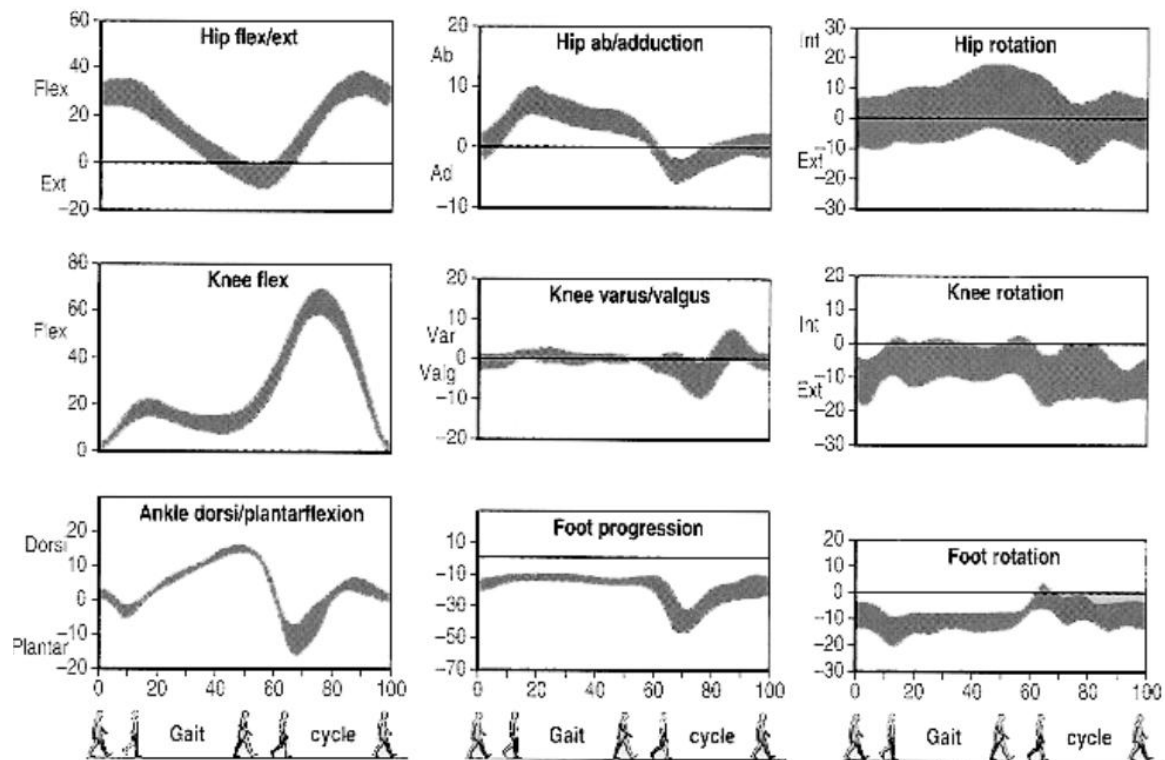 Hip flex/ext
60
40
Flex
20
0
Ext
-20
Hip ab/adduction
20
Ab
10
0
Ad
-10
Hip rotation
Int
30
20
10
0
-10
Ext
-20
-30
Knee flex
80
60
Flex
40
20
0
Knee varus/valgus
20
10
Var
0
Valg
-10
-20
Knee rotation
20
Int
10
0
-10
Ext
-20
-30
Ankle dorsi/plantarflexion
20
Dorsi
10
0
-10
Plantar
-20
0 20 40 60 80 100
Gait cycle
Foot progression
10
-10
-30
-50
-70
0 20 40 60 80 100
Gait cycle
Foot rotation
20
10
0
-10
-20
-30
0 20 40 60 80 100
Gait cycle